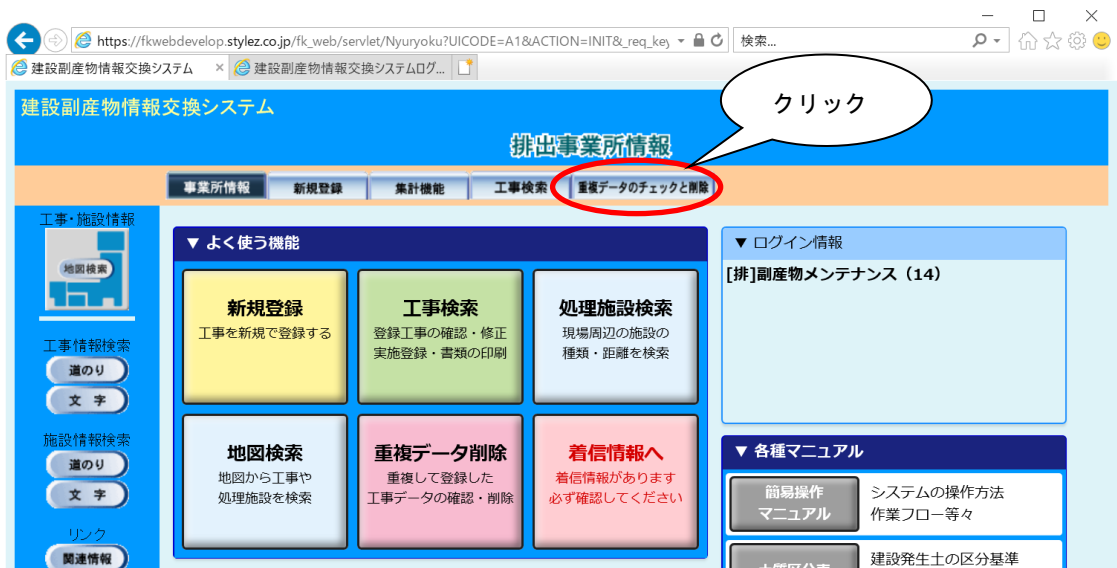 https://fkwebdevelop.stylez.co.jp/fk_web/servlet/Nyuryoku?UICODE=A1&ACTION=INIT&_req_key
検索...
建設副産物情報交換システム
建設副産物情報交換システムログ...
建設副産物情報交換システム
クリック
排出事業所情報
事業所情報
新規登録
集計機能
工事検索
重複データのチェックと削除
工事・施設情報
地図検索
工事情報検索
道のり
文 字
施設情報検索
道のり
文 字
リンク
関連情報
▼ よく使う機能
新規登録
工事を新規で登録する
工事検索
登録工事の確認・修正
実施登録・書類の印刷
処理施設検索
現場周辺の施設の
種類・距離を検索
地図検索
地図から工事や
処理施設を検索
重複データ削除
重複して登録した
工事データの確認・削除
着信情報へ
着信情報があります
必ず確認してください
▼ ログイン情報
[排]副産物メンテナンス（14）
▼ 各種マニュアル
簡易操作
マニュアル
システムの操作方法
作業フロー等々
建設発生土の区分基準